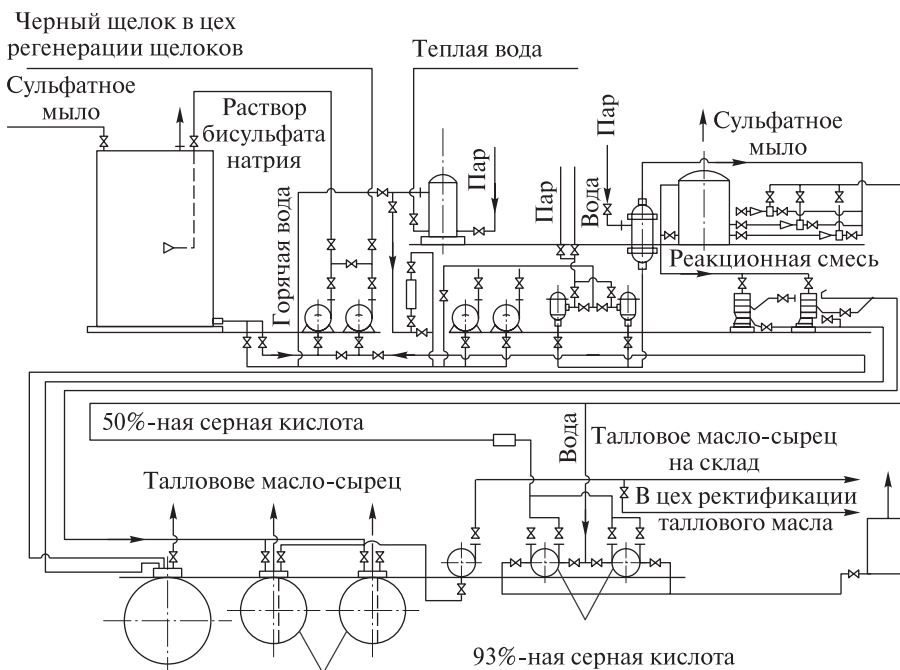 Черный щелок в цех
регенерации щелоков
Теплая вода
Сульфатное
мыло
Раствор
бисульфата
натрия
Горячая вода
Пар
Пар
Вода
Пар
Сульфатное
мыло
Реакционная смесь
50%-ная серная кислота
Вода
Талловое масло-сырец
на склад
Таллoвове масло-сырец
В цех ректификации
таллового масла
93%-ная серная кислота